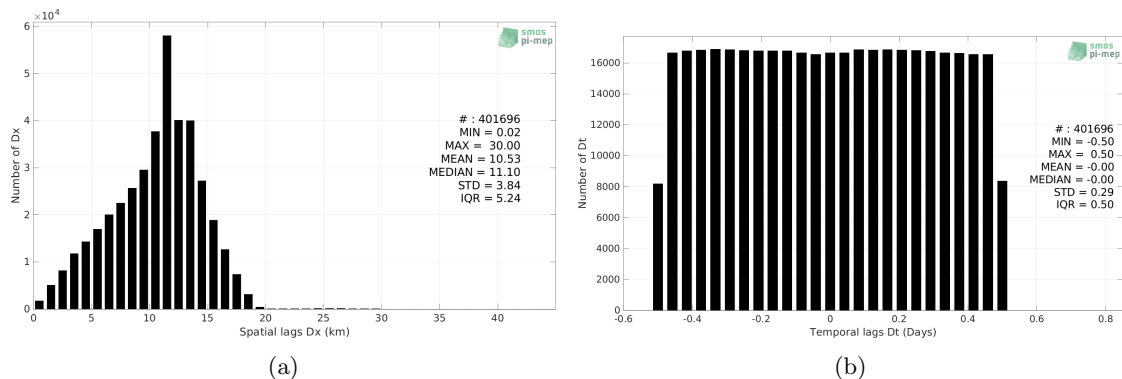 ×10⁴
6
5
4
3
2
1
0
Number of Dx
0 5 10 15 20 25 30 35 40
Spatial lags Dx (km)
smos
pi-mep
# : 401696
MIN = 0.02
MAX = 30.00
MEAN = 10.53
MEDIAN = 11.10
STD = 3.84
IQR = 5.24
(a)
16000
14000
12000
10000
8000
6000
4000
2000
0
Number of Dt
-0.6 -0.4 -0.2 0 0.2 0.4 0.6 0.8
Temporal lags Dt (Days)
smos
pi-mep
# : 401696
MIN = -0.50
MAX = 0.50
MEAN = -0.00
MEDIAN = -0.00
STD = 0.29
IQR = 0.50
(b)